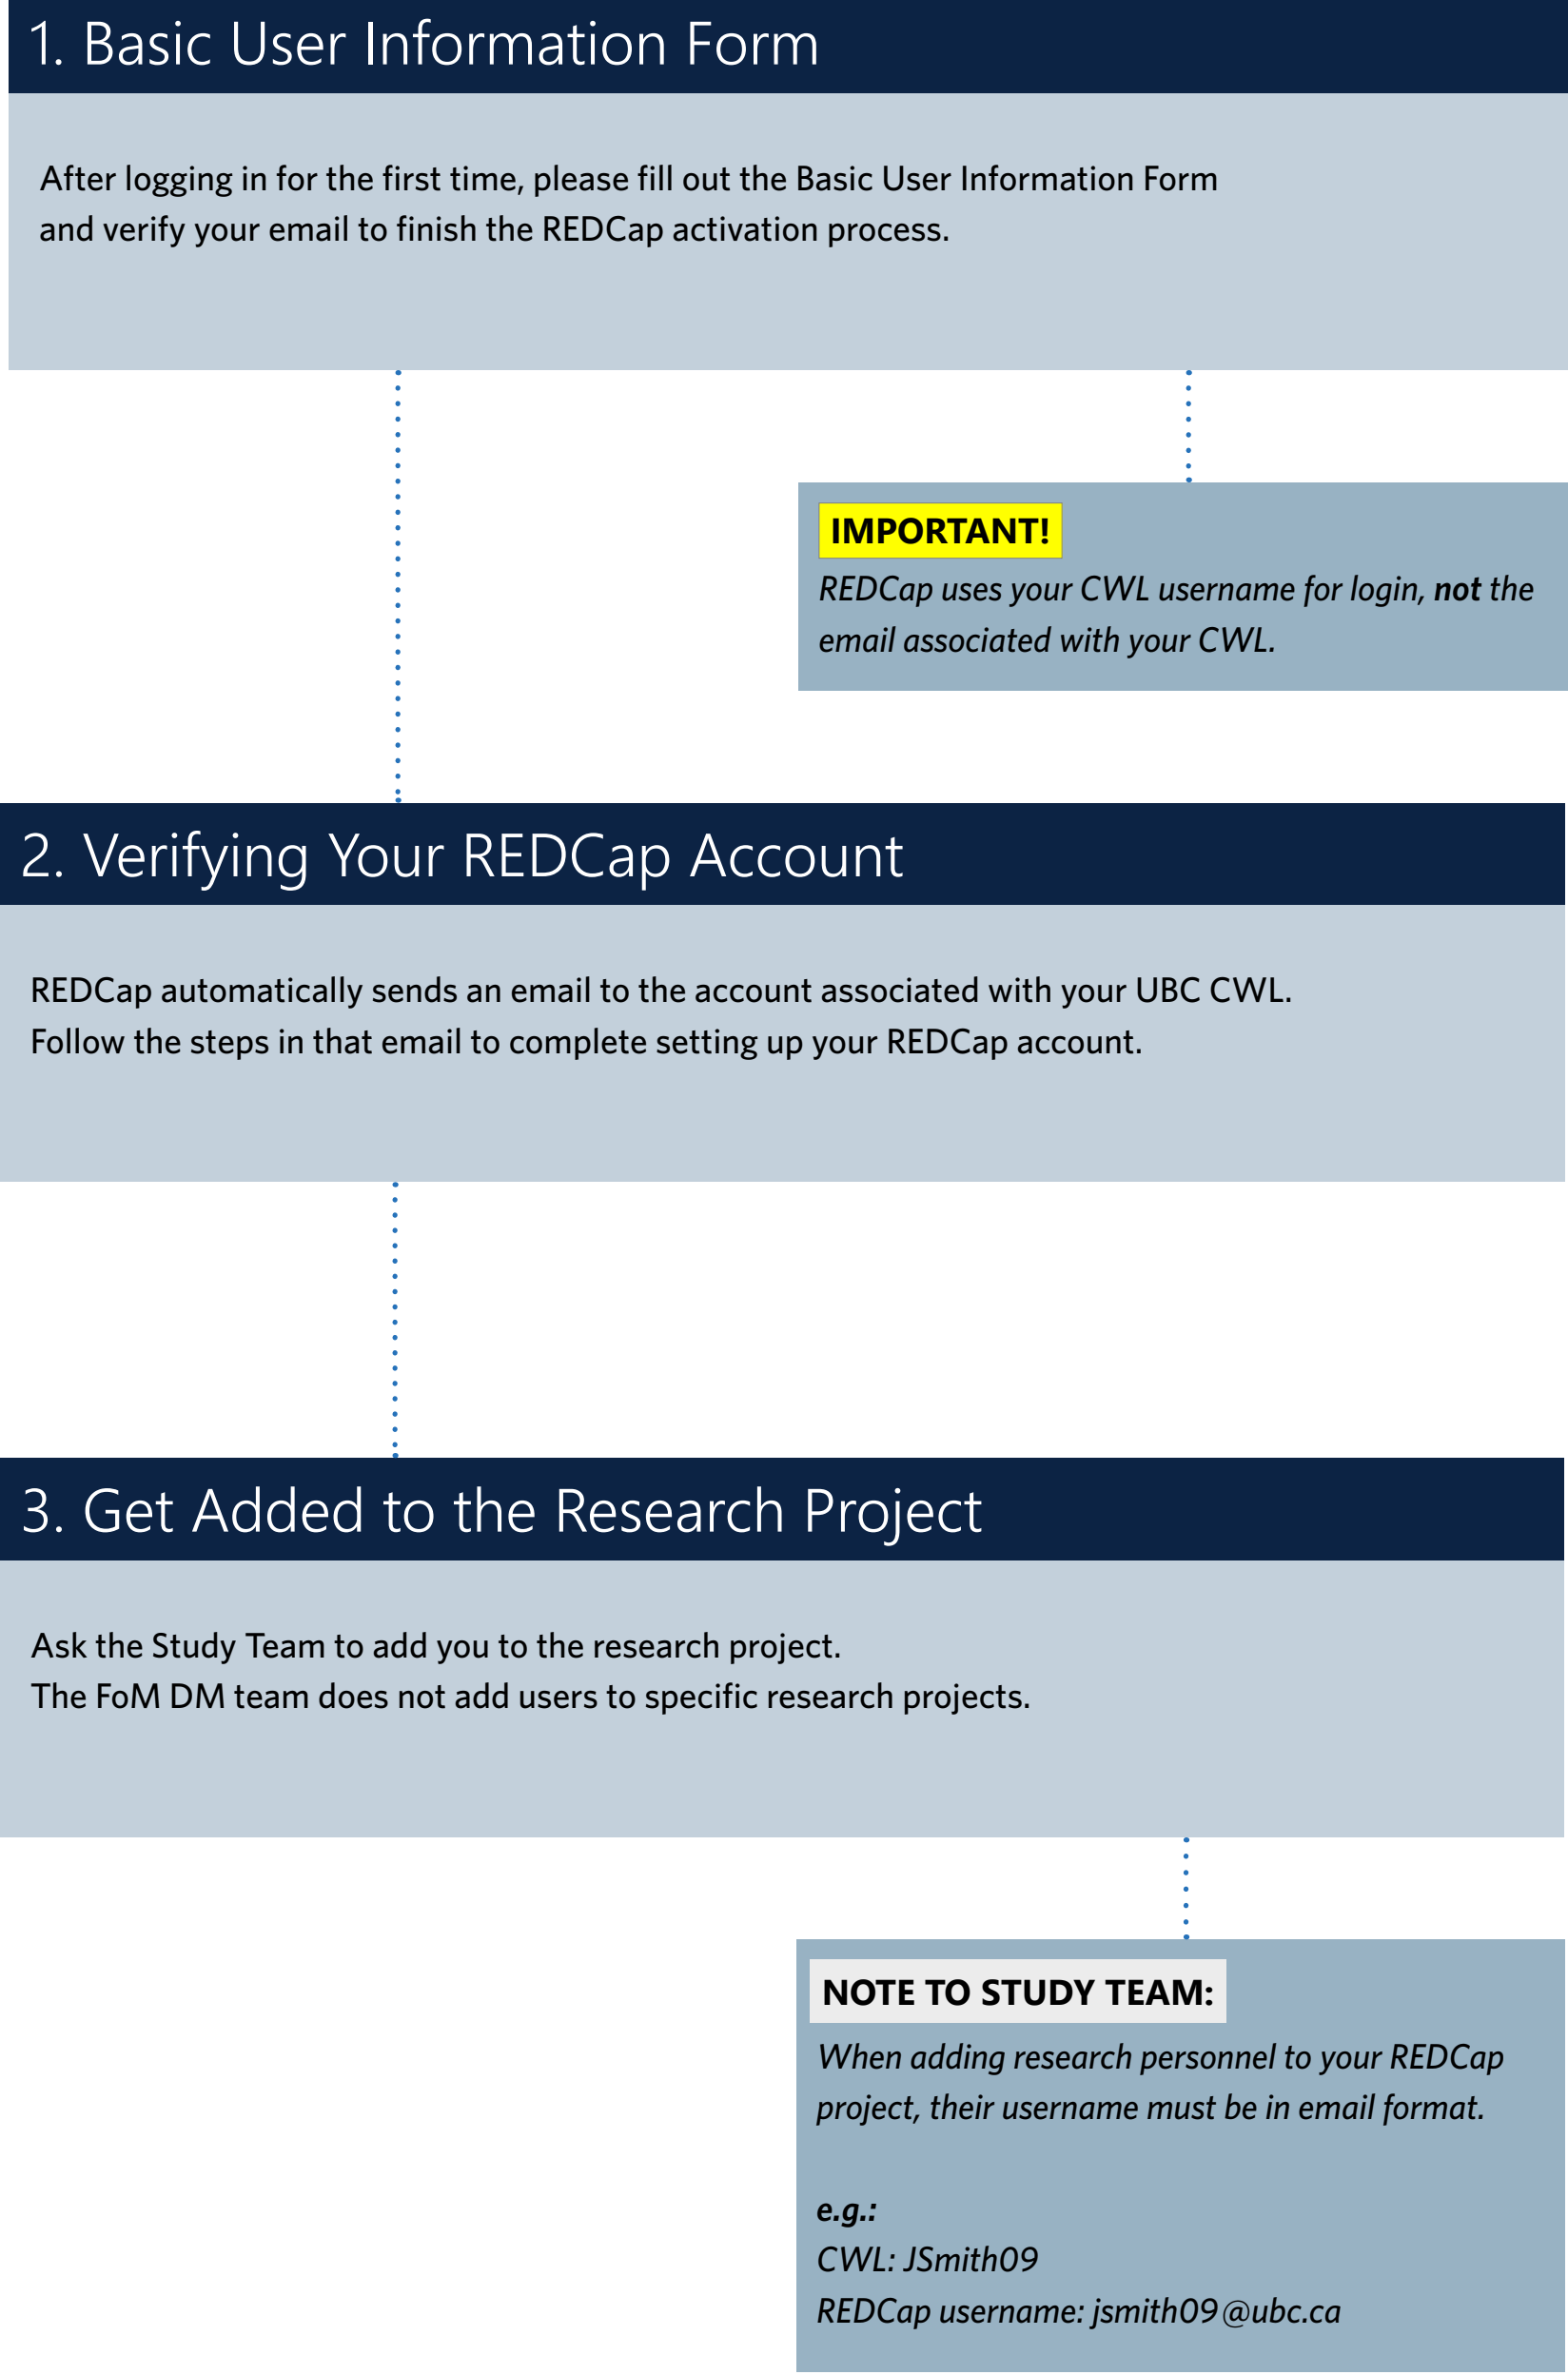 1. Basic User Information Form
After logging in for the first time, please fill out the Basic User Information Form
and verify your email to finish the REDCap activation process.
IMPORTANT!
REDCap uses your CWL username for login, not the
email associated with your CWL.
2. Verifying Your REDCap Account
REDCap automatically sends an email to the account associated with your UBC CWL.
Follow the steps in that email to complete setting up your REDCap account.
3. Get Added to the Research Project
Ask the Study Team to add you to the research project.
The FoM DM team does not add users to specific research projects.
NOTE TO STUDY TEAM:
When adding research personnel to your REDCap
project, their username must be in email format.
e.g.:
CWL: JSmith09
REDCap username: jsmith09@ubc.ca